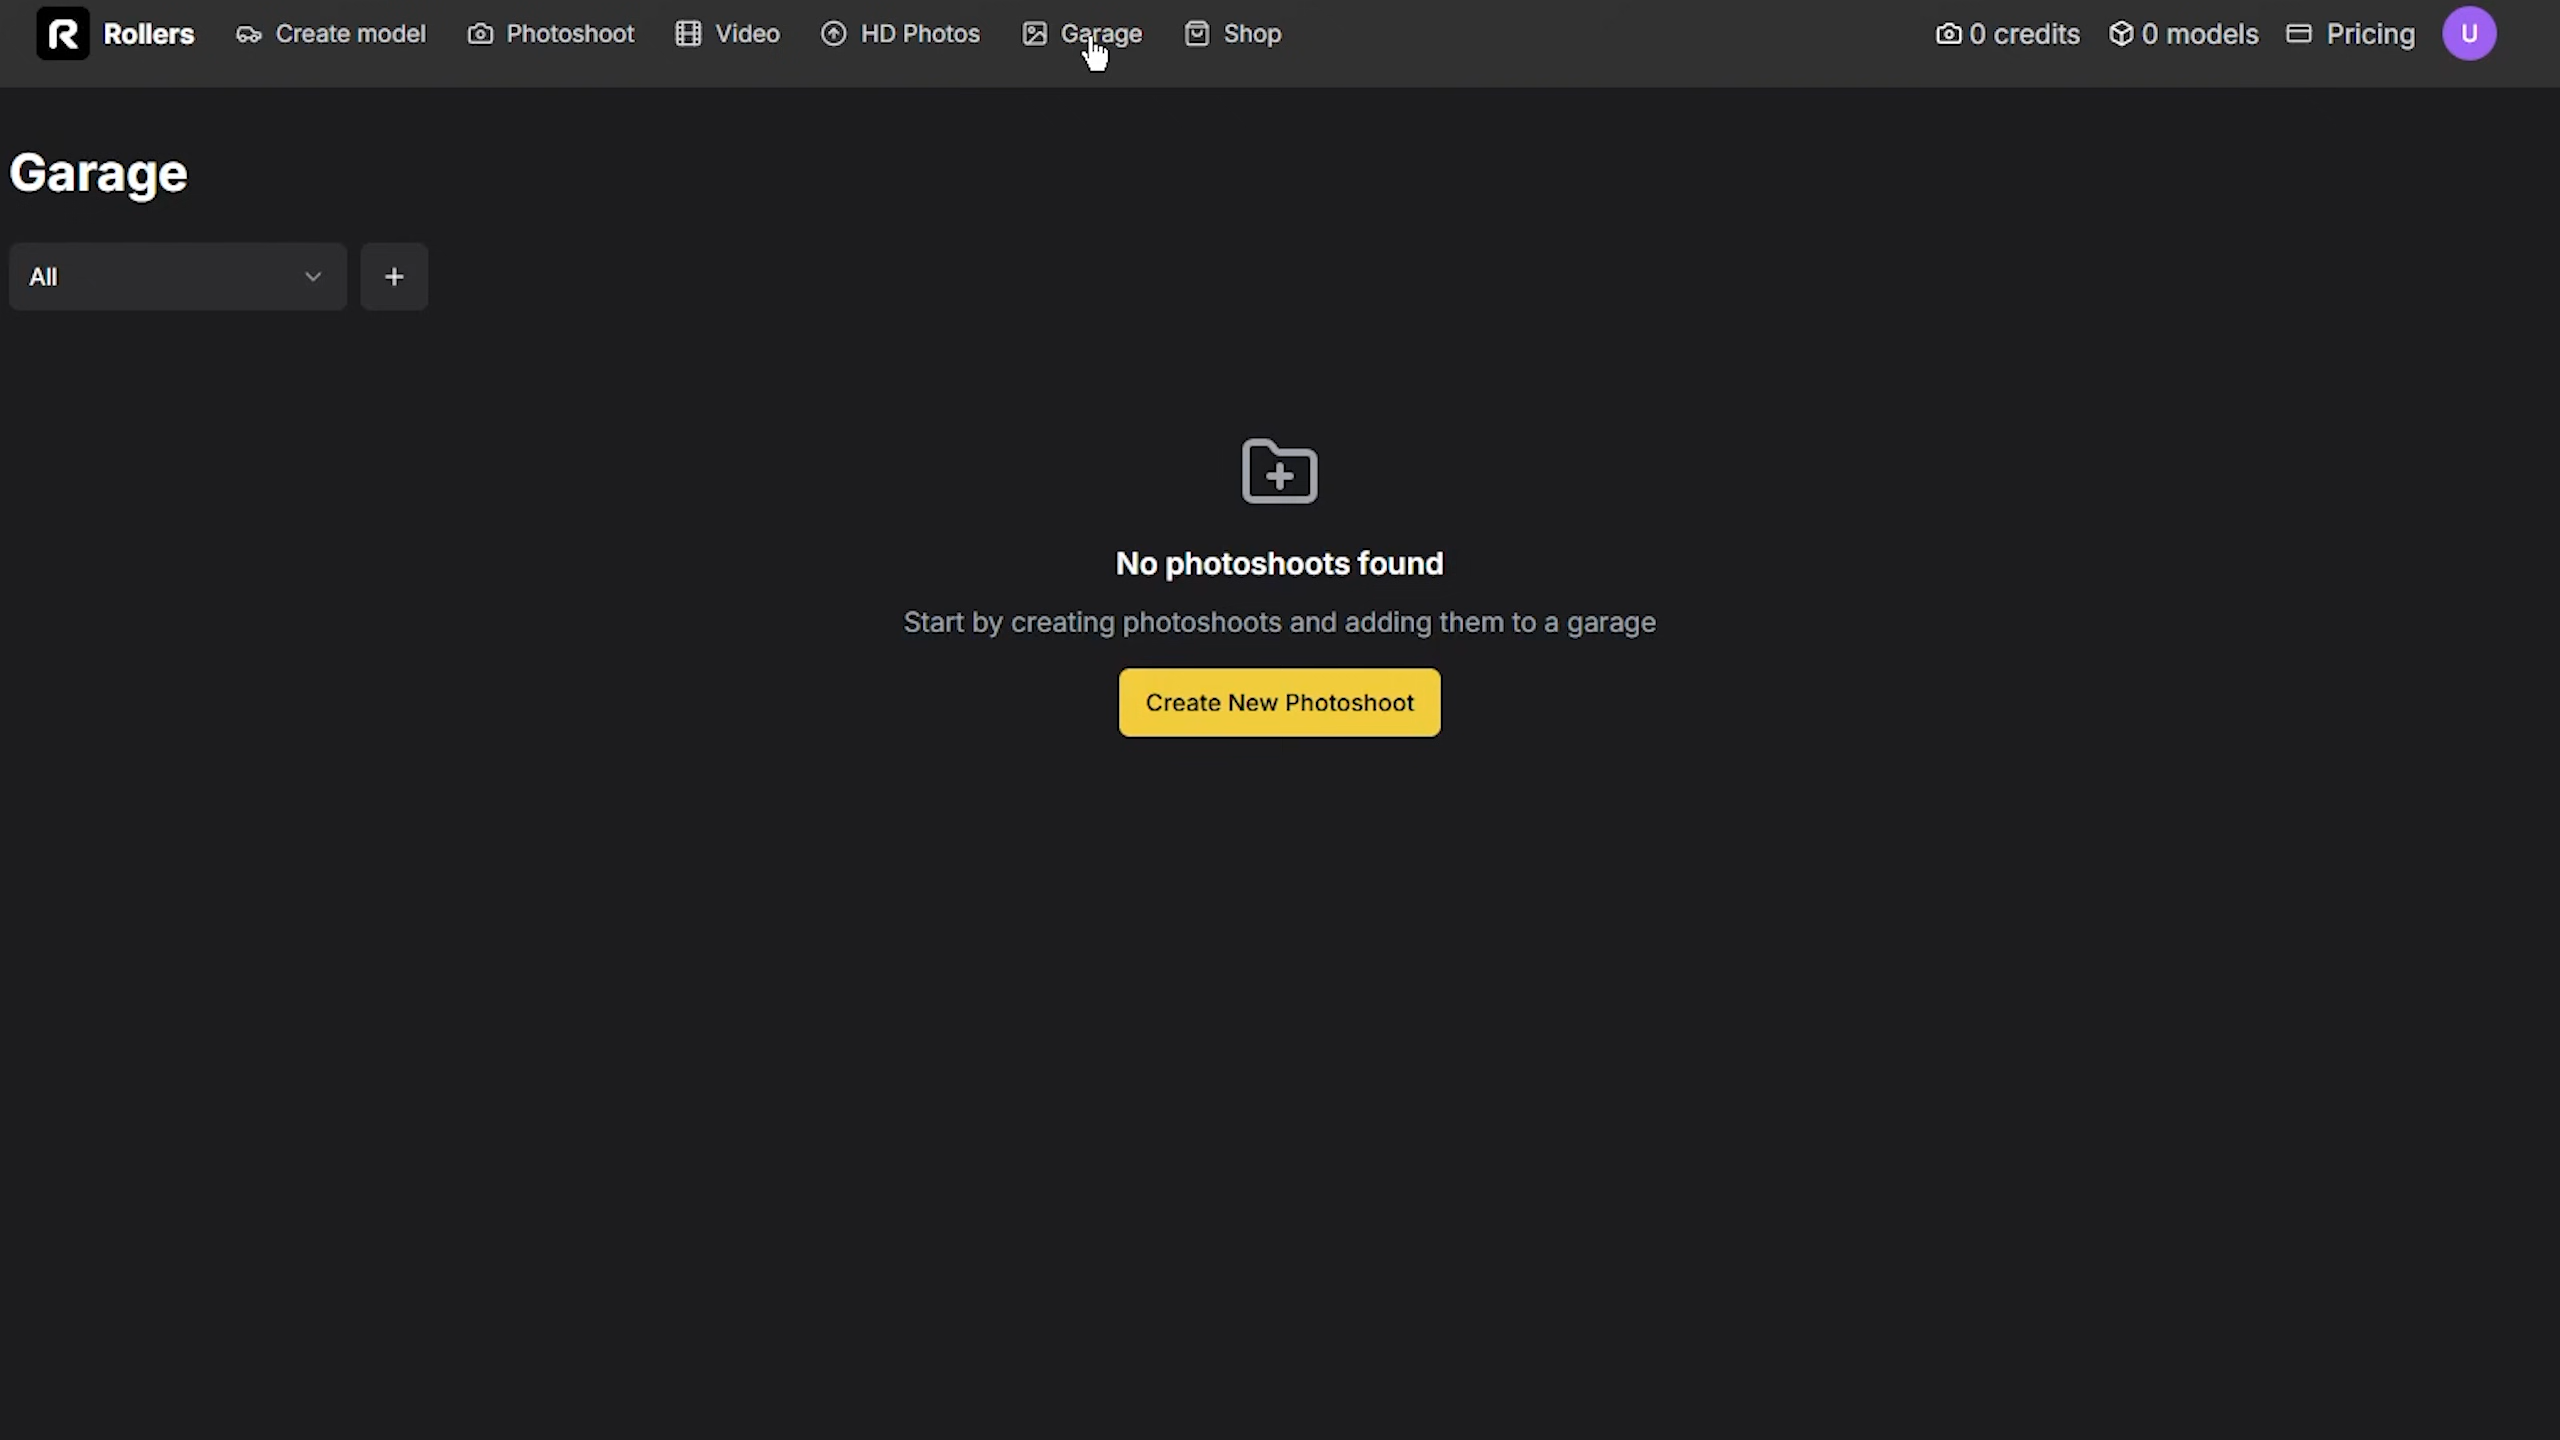 Rollers Create model Photoshoot Video HD Photos Garage Shop 0 credits 0 models Pricing U
Garage
All
No photoshoots found
Start by creating photoshoots and adding them to a garage
Create New Photoshoot